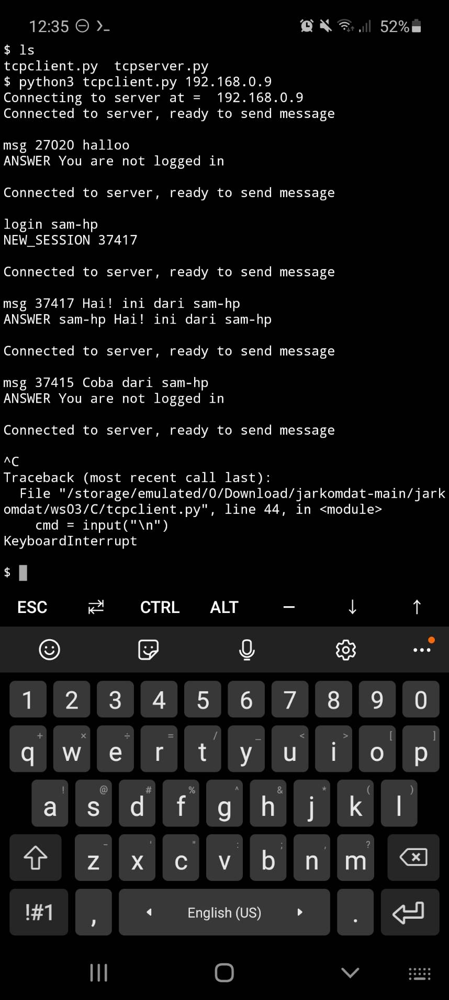 12:35 52%
$ ls
tcpclient.py  tcpserver.py
$ python3 tcpclient.py 192.168.0.9
Connecting to server at =  192.168.0.9
Connected to server, ready to send message
msg 27020 halloo
ANSWER You are not logged in
Connected to server, ready to send message
login sam-hp
NEW_SESSION 37417
Connected to server, ready to send message
msg 37417 Hai! ini dari sam-hp
ANSWER sam-hp Hai! ini dari sam-hp
Connected to server, ready to send message
msg 37415 Coba dari sam-hp
ANSWER You are not logged in
Connected to server, ready to send message
^C
Traceback (most recent call last):
  File "/storage/emulated/0/Download/jarkomdat-main/jark
omdat/ws03/C/tcpclient.py", line 44, in <module>
    cmd = input("\n")
KeyboardInterrupt
$
ESC ⇄ CTRL ALT – ↓ ↑
1 2 3 4 5 6 7 8 9 0
+ × ÷ = / _ < > [ ]
q w e r t y u i o p
! @ # % ^ & * ( )
a s d f g h j k l
- ' " : ; , ?
z x c v b n m
!#1 , English (US) .